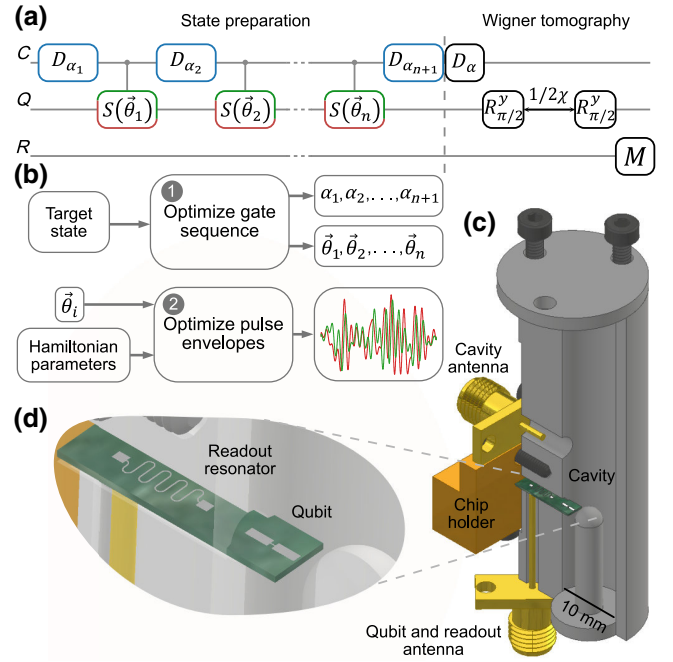 (a) State preparation Wigner tomography
C D_{α_1} D_{α_2} D_{α_{n+1}} D_α
Q S(θ⃗_1) S(θ⃗_2) S(θ⃗_n) R^y_{π/2} 1/2χ R^y_{π/2}
R M
(b)
Target
state
1
Optimize gate
sequence
α_1, α_2, . . . , α_{n+1}
θ⃗_1, θ⃗_2, . . . , θ⃗_n
θ⃗_i
Hamiltonian
parameters
2
Optimize pulse
envelopes
(c)
Cavity
antenna
Cavity
Chip
holder
10 mm
Qubit and readout
antenna
(d)
Readout
resonator
Qubit